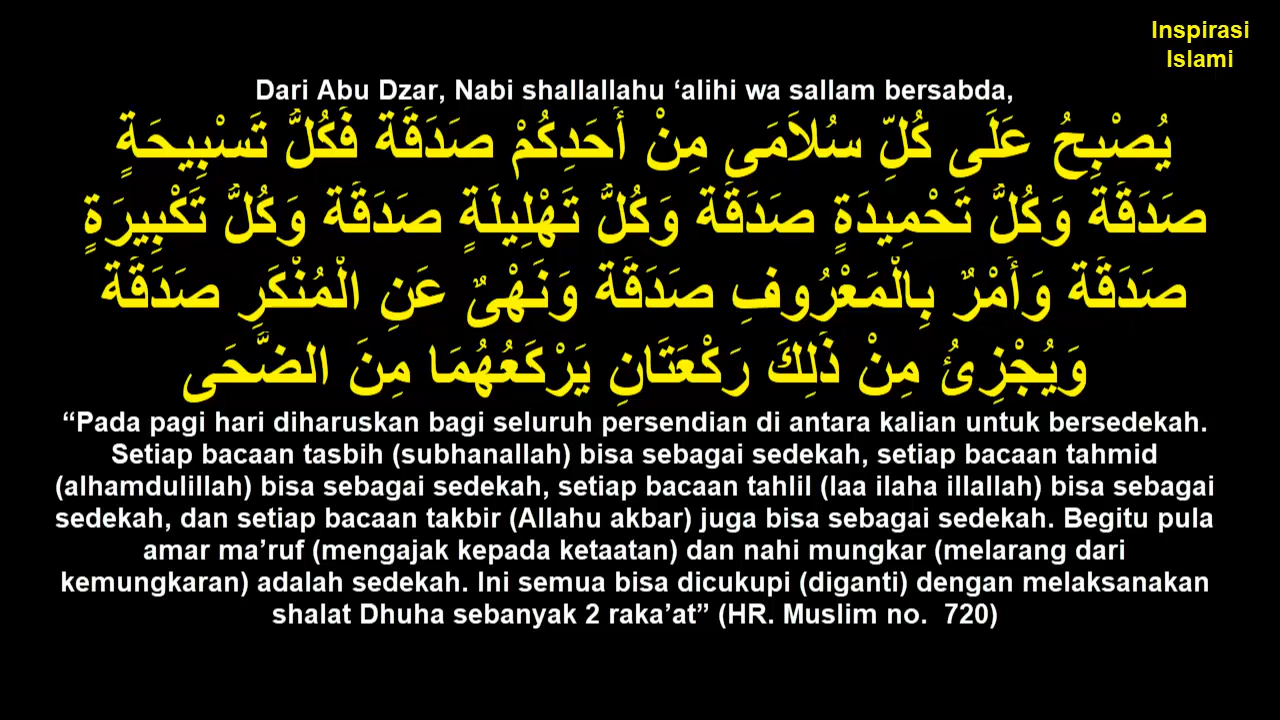 Inspirasi
Islami
Dari Abu Dzar, Nabi shallallahu ‘alihi wa sallam bersabda,
يُصْبِحُ عَلَى كُلِّ سُلاَمَى مِنْ أَحَدِكُمْ صَدَقَة فَكُلُّ تَسْبِيحَةٍ
صَدَقَة وَكُلُّ تَحْمِيدَةٍ صَدَقَة وَكُلُّ تَهْلِيلَةٍ صَدَقَة وَكُلُّ تَكْبِيرَةٍ
صَدَقَة وَأَمْرٌ بِالْمَعْرُوفِ صَدَقَة وَنَهْىٌ عَنِ الْمُنْكَرِ صَدَقَة
وَيُجْزِئُ مِنْ ذَلِكَ رَكْعَتَانِ يَرْكَعُهُمَا مِنَ الضُّحَى
“Pada pagi hari diharuskan bagi seluruh persendian di antara kalian untuk bersedekah.
Setiap bacaan tasbih (subhanallah) bisa sebagai sedekah, setiap bacaan tahmid
(alhamdulillah) bisa sebagai sedekah, setiap bacaan tahlil (laa ilaha illallah) bisa sebagai
sedekah, dan setiap bacaan takbir (Allahu akbar) juga bisa sebagai sedekah. Begitu pula
amar ma’ruf (mengajak kepada ketaatan) dan nahi mungkar (melarang dari
kemungkaran) adalah sedekah. Ini semua bisa dicukupi (diganti) dengan melaksanakan
shalat Dhuha sebanyak 2 raka’at” (HR. Muslim no.  720)